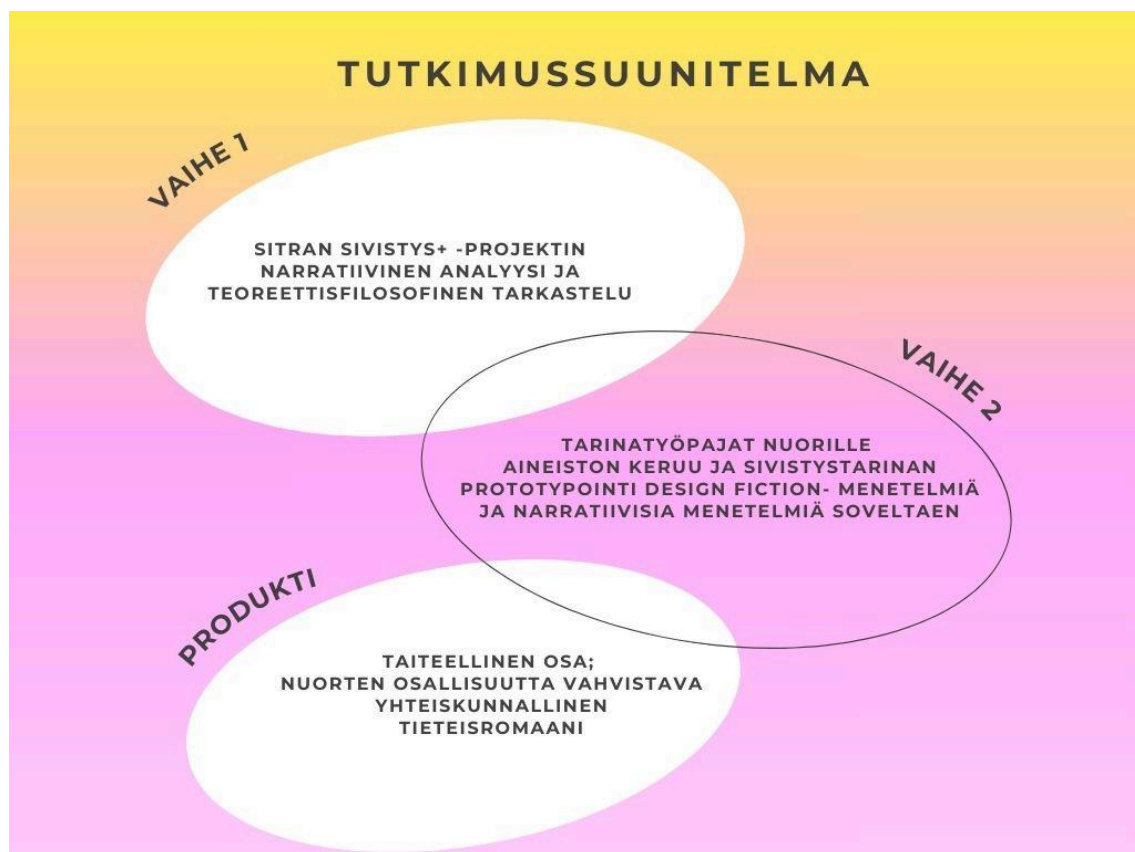 TUTKIMUSSUUNITELMA
VAIHE 1
SITRAN SIVISTYS+ -PROJEKTIN
NARRATIIVINEN ANALYYSI JA
TEOREETTISFILOSOFINEN TARKASTELU
VAIHE 2
TARINATYÖPAJAT NUORILLE
AINEISTON KERUU JA SIVISTYSTARINAN
PROTOTYPOINTI DESIGN FICTION- MENETELMIÄ
JA NARRATIIVISIA MENETELMIÄ SOVELTAEN
PRODUKTI
TAITEELLINEN OSA;
NUORTEN OSALLISUUTTA VAHVISTAVA
YHTEISKUNNALLINEN
TIETEISROMAANI